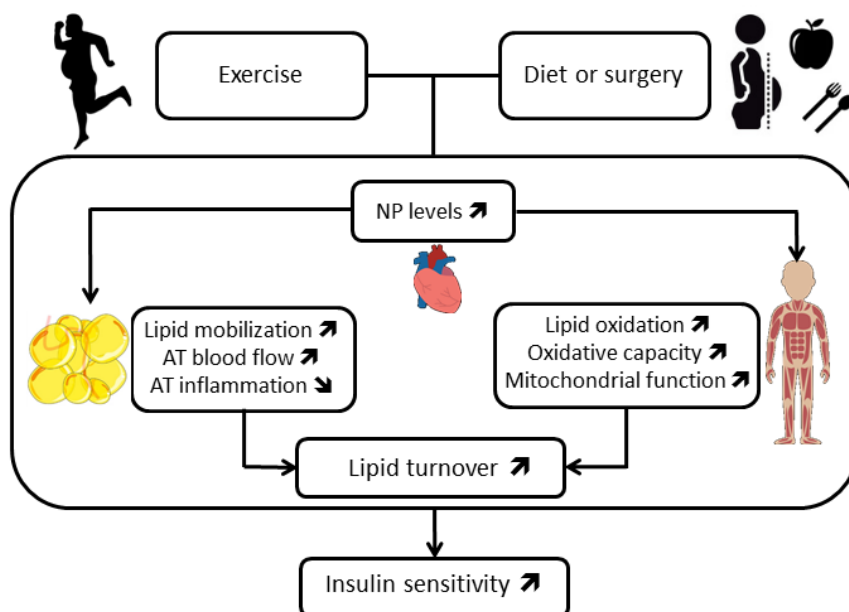 Exercise
Diet or surgery
NP levels ↗
Lipid mobilization ↗
AT blood flow ↗
AT inflammation ↘
Lipid oxidation ↗
Oxidative capacity ↗
Mitochondrial function ↗
Lipid turnover ↗
Insulin sensitivity ↗